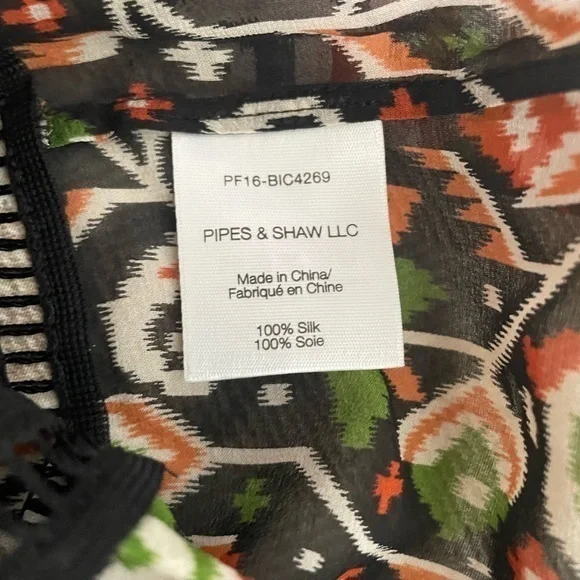 PF16-BIC4269
PIPES & SHAW LLC
Made in China/
Fabriqué en Chine
100% Silk
100% Soie